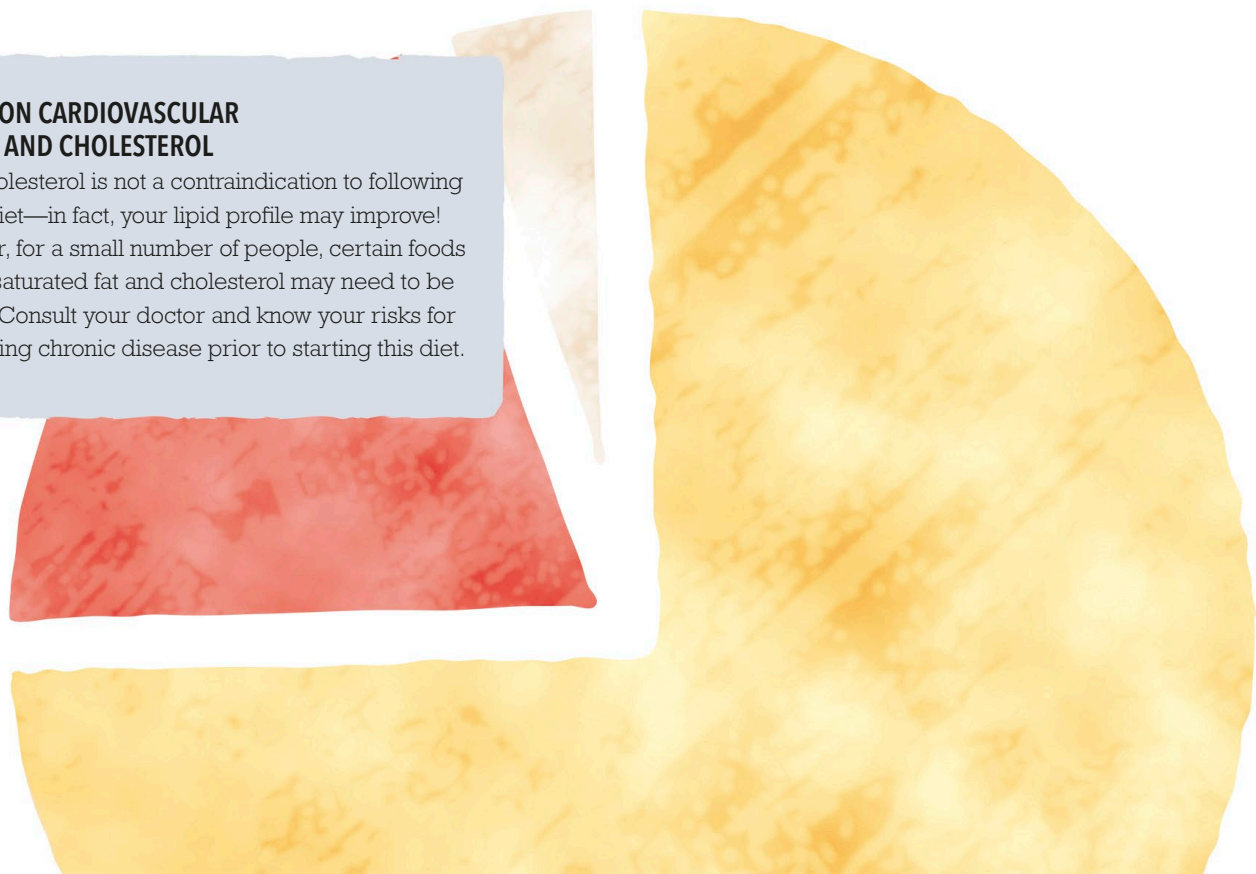 ON CARDIOVASCULAR
AND CHOLESTEROL
olesterol is not a contraindication to following
iet—in fact, your lipid profile may improve!
r, for a small number of people, certain foods
saturated fat and cholesterol may need to be
Consult your doctor and know your risks for
ing chronic disease prior to starting this diet.